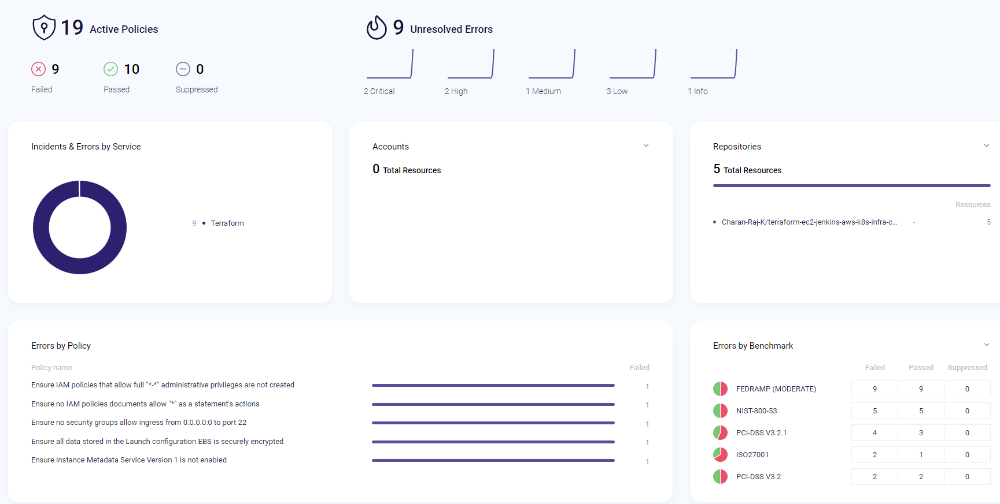 19 Active Policies
9 Unresolved Errors
9 10 0
Failed Passed Suppressed
2 Critical 2 High 1 Medium 3 Low 1 Info
Incidents & Errors by Service
9 • Terraform
Accounts
0 Total Resources
Repositories
5 Total Resources
Resources
• Charan-Raj-K/terraform-ec2-jenkins-aws-k8s-infra-c... - 5
Errors by Policy
Policy name Failed
Ensure IAM policies that allow full "*-*" administrative privileges are not created 1
Ensure no IAM policies documents allow "*" as a statement's actions 1
Ensure no security groups allow ingress from 0.0.0.0:0 to port 22 1
Ensure all data stored in the Launch configuration EBS is securely encrypted 1
Ensure Instance Metadata Service Version 1 is not enabled 1
Errors by Benchmark
Failed Passed Suppressed
FEDRAMP (MODERATE) 9 9 0
NIST-800-53 5 5 0
PCI-DSS V3.2.1 4 3 0
ISO27001 2 1 0
PCI-DSS V3.2 2 2 0